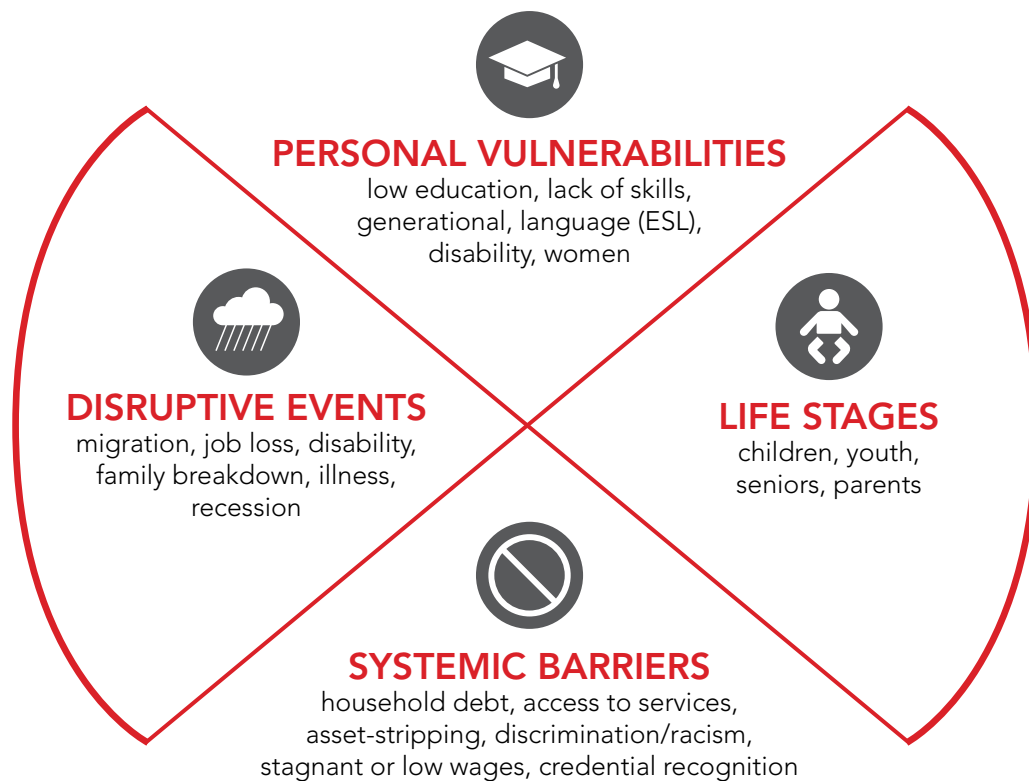 PERSONAL VULNERABILITIES
low education, lack of skills,
generational, language (ESL),
disability, women
DISRUPTIVE EVENTS
migration, job loss, disability,
family breakdown, illness,
recession
LIFE STAGES
children, youth,
seniors, parents
SYSTEMIC BARRIERS
household debt, access to services,
asset-stripping, discrimination/racism,
stagnant or low wages, credential recognition